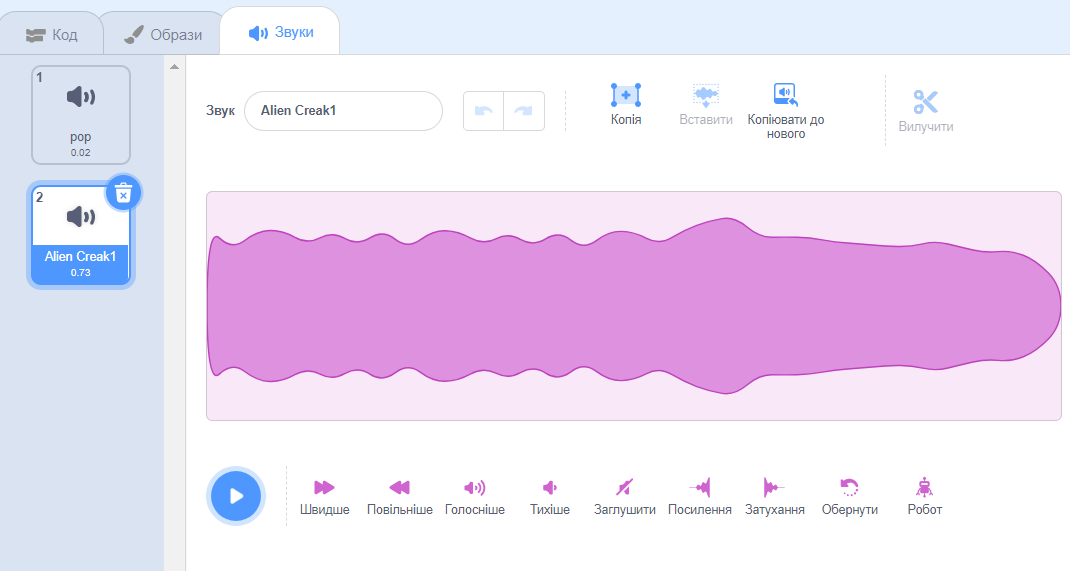 Код
Образи
Звуки
1
pop
0.02
2
Alien Creak1
0.73
Звук
Alien Creak1
Копія
Вставити
Копіювати до
нового
Вилучити
Швидше
Повільніше
Голосніше
Тихіше
Заглушити
Посилення
Затухання
Обернути
Робот